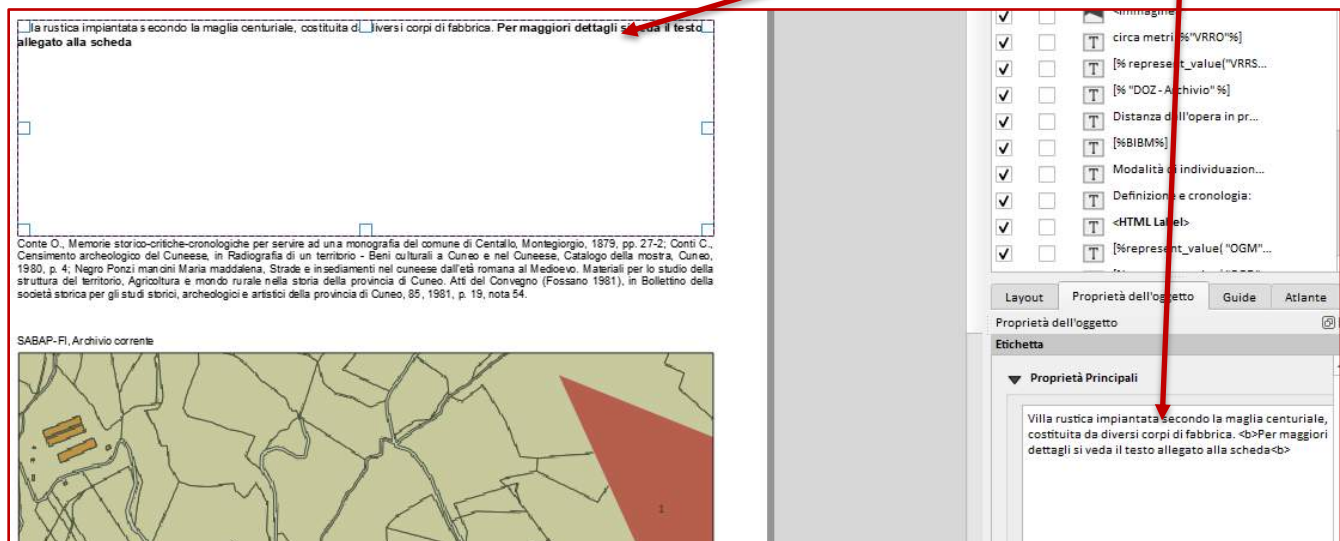 la rustica impiantata secondo la maglia centuriale, costituita da diversi corpi di fabbrica. Per maggiori dettagli si veda il testo
allegato alla scheda
Conte O., Memorie storico-critiche-cronologiche per servire ad una monografia del comune di Centallo, Montegiorgio, 1879, pp. 27-2; Conti C.,
Censimento archeologico del Cuneese, in Radiografia di un territorio - Beni culturali a Cuneo e nel Cuneese, Catalogo della mostra, Cuneo,
1980, p. 4; Negro Ponzi mancini Maria maddalena, Strade e insediamenti nel cuneese dall'età romana al Medioevo. Materiali per lo studio della
struttura del territorio, Agricoltura e mondo rurale nella storia della provincia di Cuneo. Atti del Convegno (Fossano 1981), in Bollettino della
società storica per gli studi storici, archeologici e artistici della provincia di Cuneo, 85, 1981, p. 19, nota 54.
SABAP-FI, Archivio corrente
1
<Immagine>
circa metri [%"VRRO"%]
[% represent_value("VRRS...
[% "DOZ - Archivio" %]
Distanza dall'opera in pr...
[%BIBM%]
Modalità di individuazion...
Definizione e cronologia:
<HTML Label>
[%represent_value( "OGM"...
Layout Proprietà dell'oggetto Guide Atlante
Proprietà dell'oggetto
Etichetta
Proprietà Principali
Villa rustica impiantata secondo la maglia centuriale,
costituita da diversi corpi di fabbrica. <b>Per maggiori
dettagli si veda il testo allegato alla scheda<b>